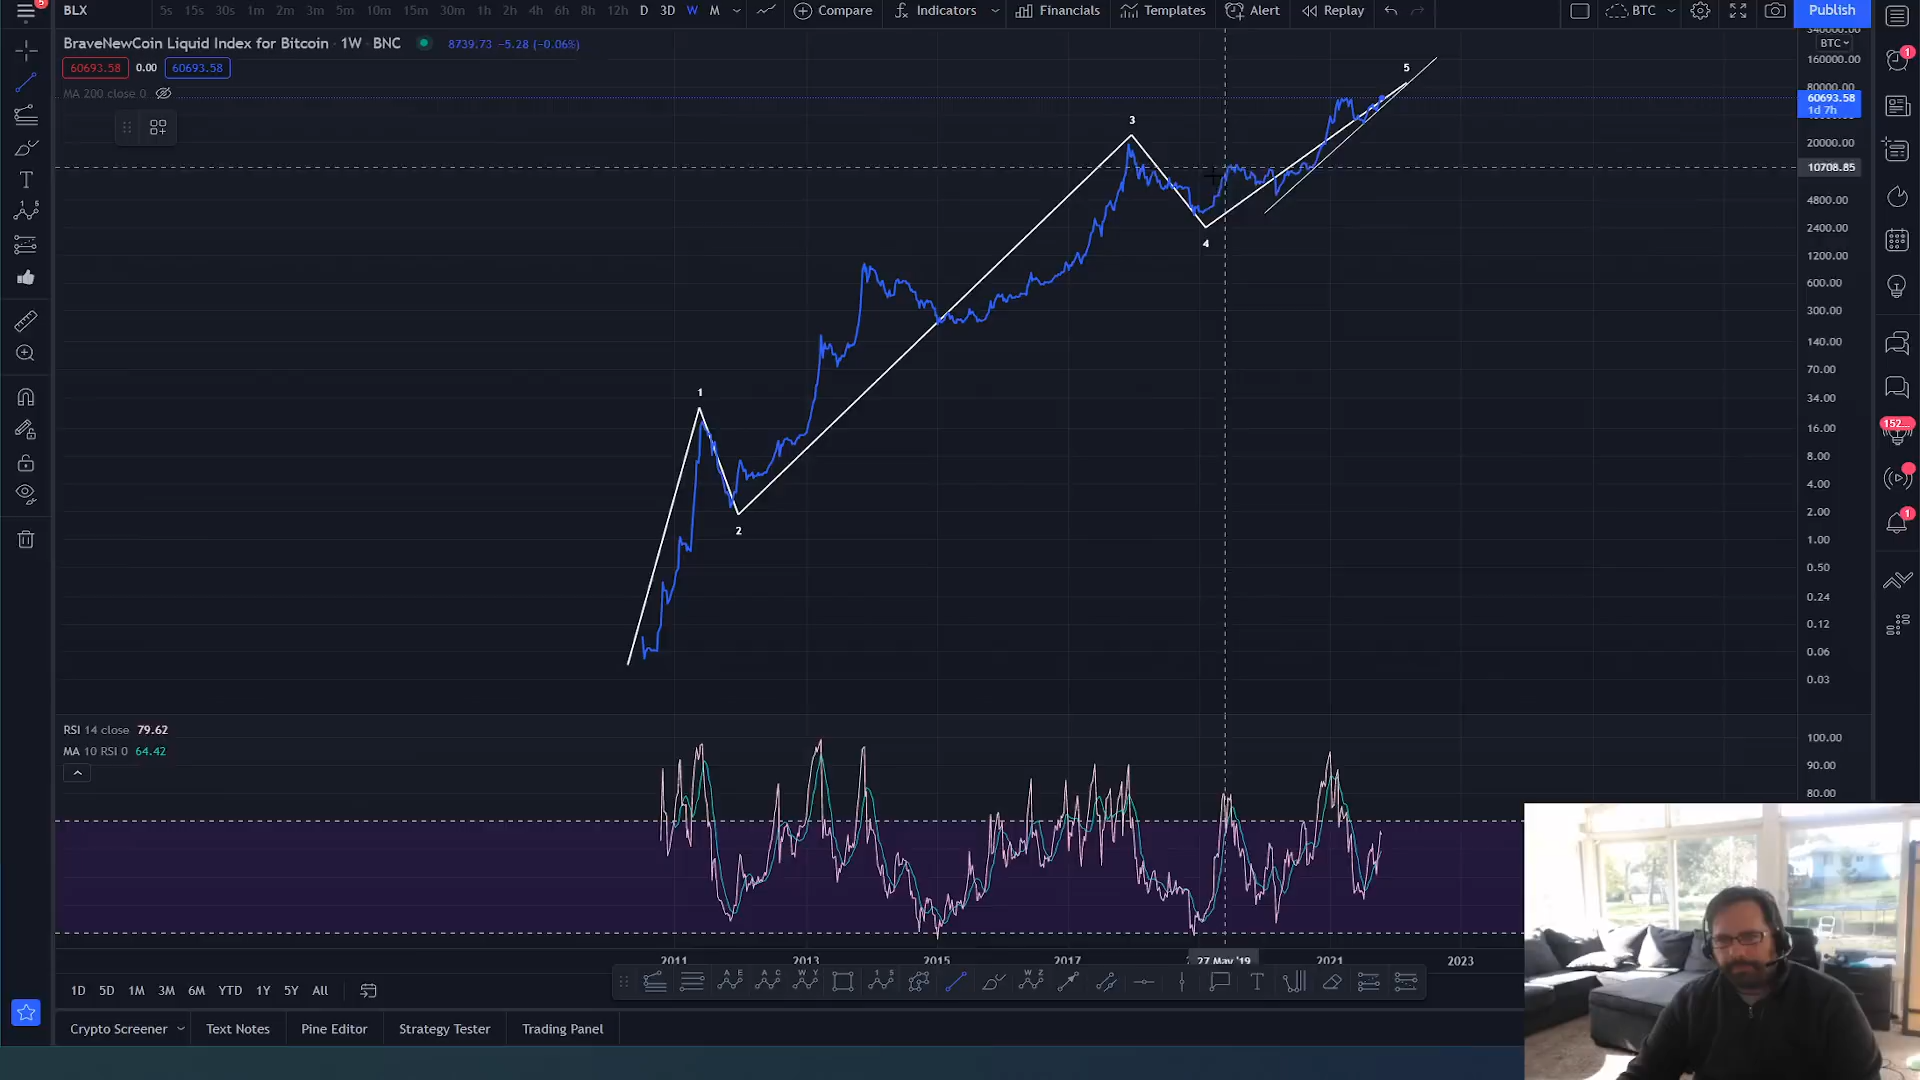 5
BLX
5s 15s 30s 1m 2m 3m 5m 10m 15m 30m 1h 2h 4h 6h 8h 12h D 3D W M
Compare
Indicators
Financials
Templates
Alert
Replay
BTC
Publish
BraveNewCoin Liquid Index for Bitcoin · 1W · BNC
8739.73 −5.28 (−0.06%)
60693.58 0.00 60693.58
MA 200 close 0
1
2
3
4
5
340000.00
BTC
160000.00
80000.00
60693.58
1d 7h
20000.00
10708.85
4800.00
2400.00
1200.00
600.00
300.00
140.00
70.00
34.00
16.00
8.00
4.00
2.00
1.00
0.50
0.24
0.12
0.06
0.03
RSI 14 close 79.62
MA 10 RSI 0 64.42
100.00
90.00
80.00
2011 2013 2015 2017 27 May '19 2021 2023
1D 5D 1M 3M 6M YTD 1Y 5Y All
Crypto Screener Text Notes Pine Editor Strategy Tester Trading Panel
1
152...
1